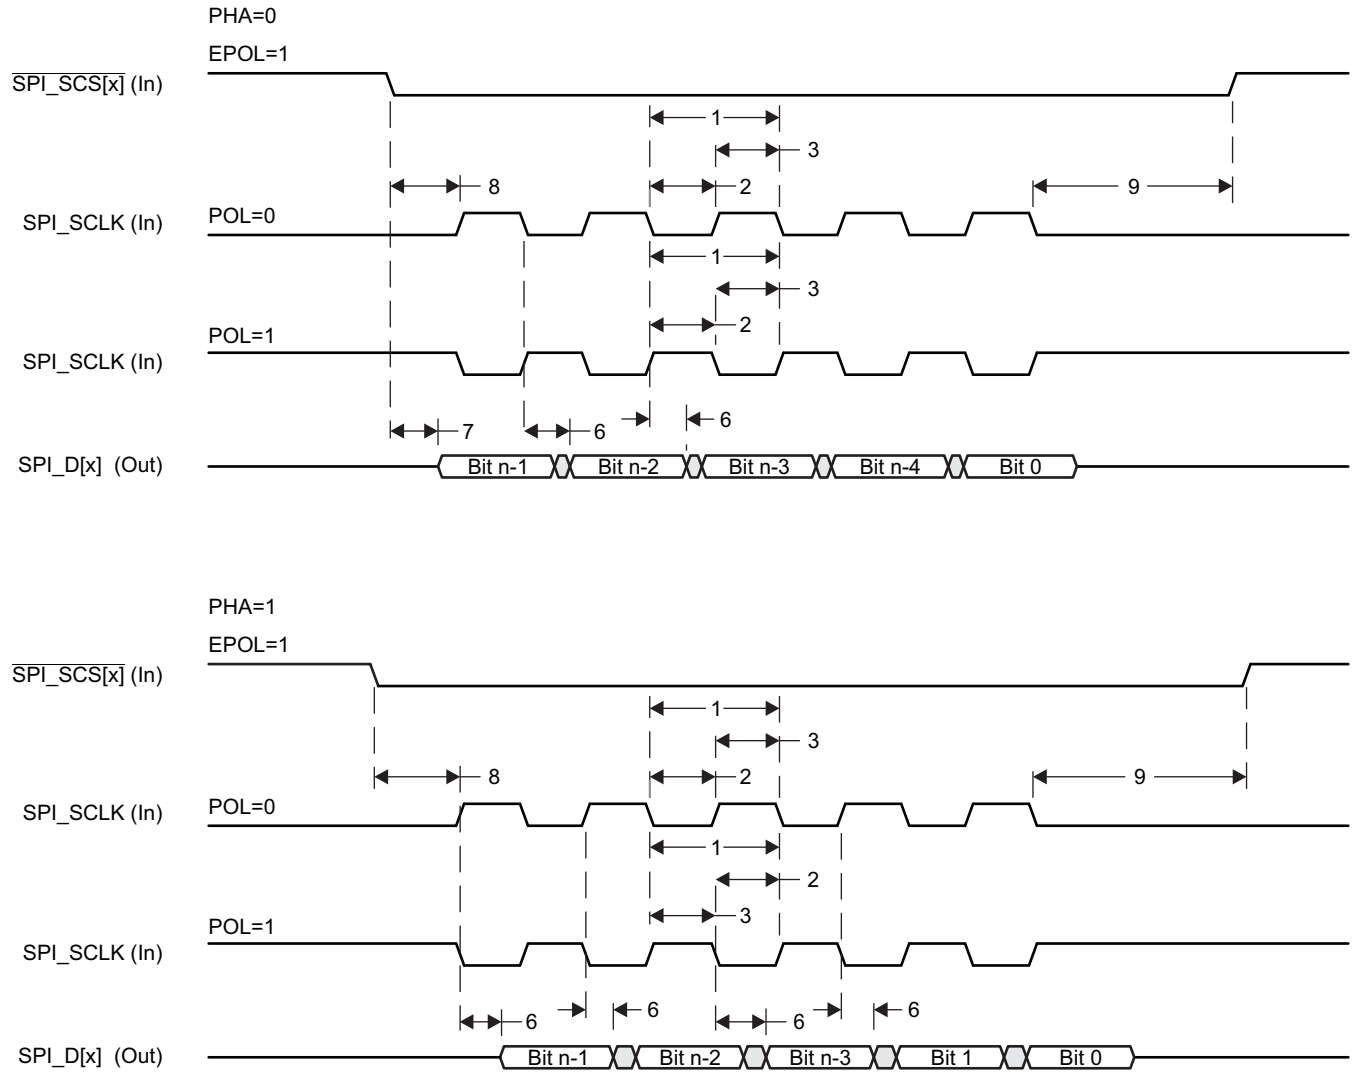 PHA=0
EPOL=1
SPI_SCS[x] (In)
1
3
8
2
9
SPI_SCLK (In)
POL=0
1
3
2
POL=1
SPI_SCLK (In)
7
6
6
SPI_D[x] (Out)
Bit n-1
Bit n-2
Bit n-3
Bit n-4
Bit 0
PHA=1
EPOL=1
SPI_SCS[x] (In)
1
3
8
2
9
SPI_SCLK (In)
POL=0
1
2
3
POL=1
SPI_SCLK (In)
6
6
6
6
SPI_D[x] (Out)
Bit n-1
Bit n-2
Bit n-3
Bit 1
Bit 0